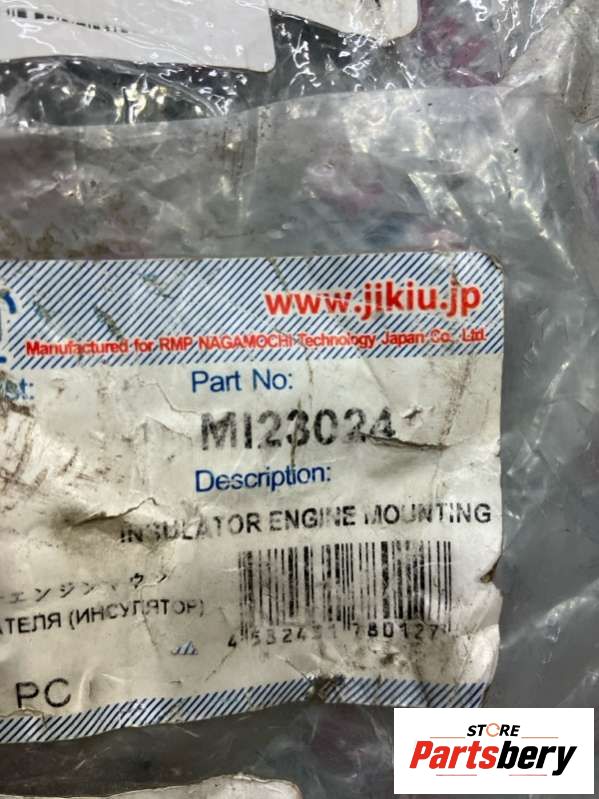 www.jikiu.jp
Manufactured for RMP NAGAMOCHI Technology Japan Co., Ltd.
Part No:
MI23024
Description:
INSULATOR ENGINE MOUNTING
エンジンマウン
АТЕЛЯ (ИНСУЛЯТОР)
PC
STORE
Partsbery